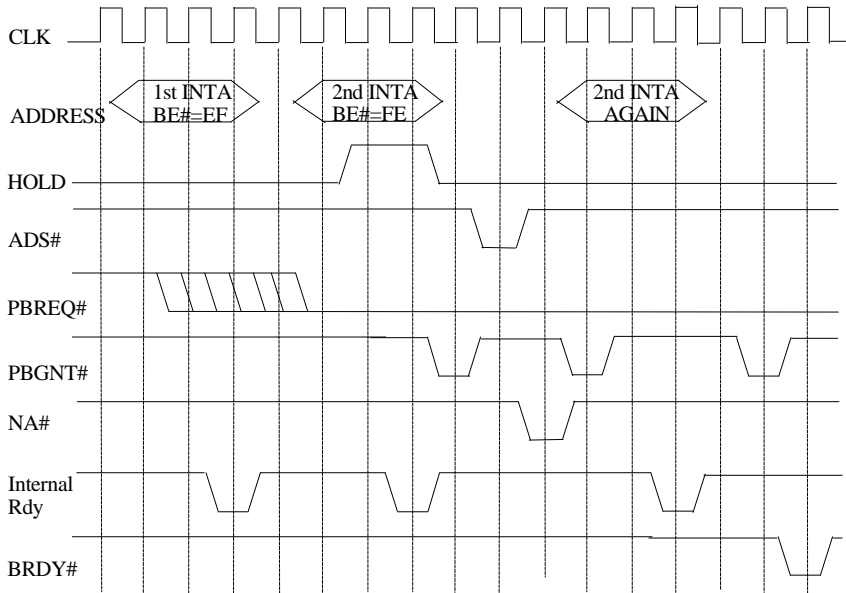 CLK
1st INTA
BE#=EF
2nd INTA
BE#=FE
2nd INTA
AGAIN
ADDRESS
HOLD
ADS#
PBREQ#
PBGNT#
NA#
Internal
Rdy
BRDY#